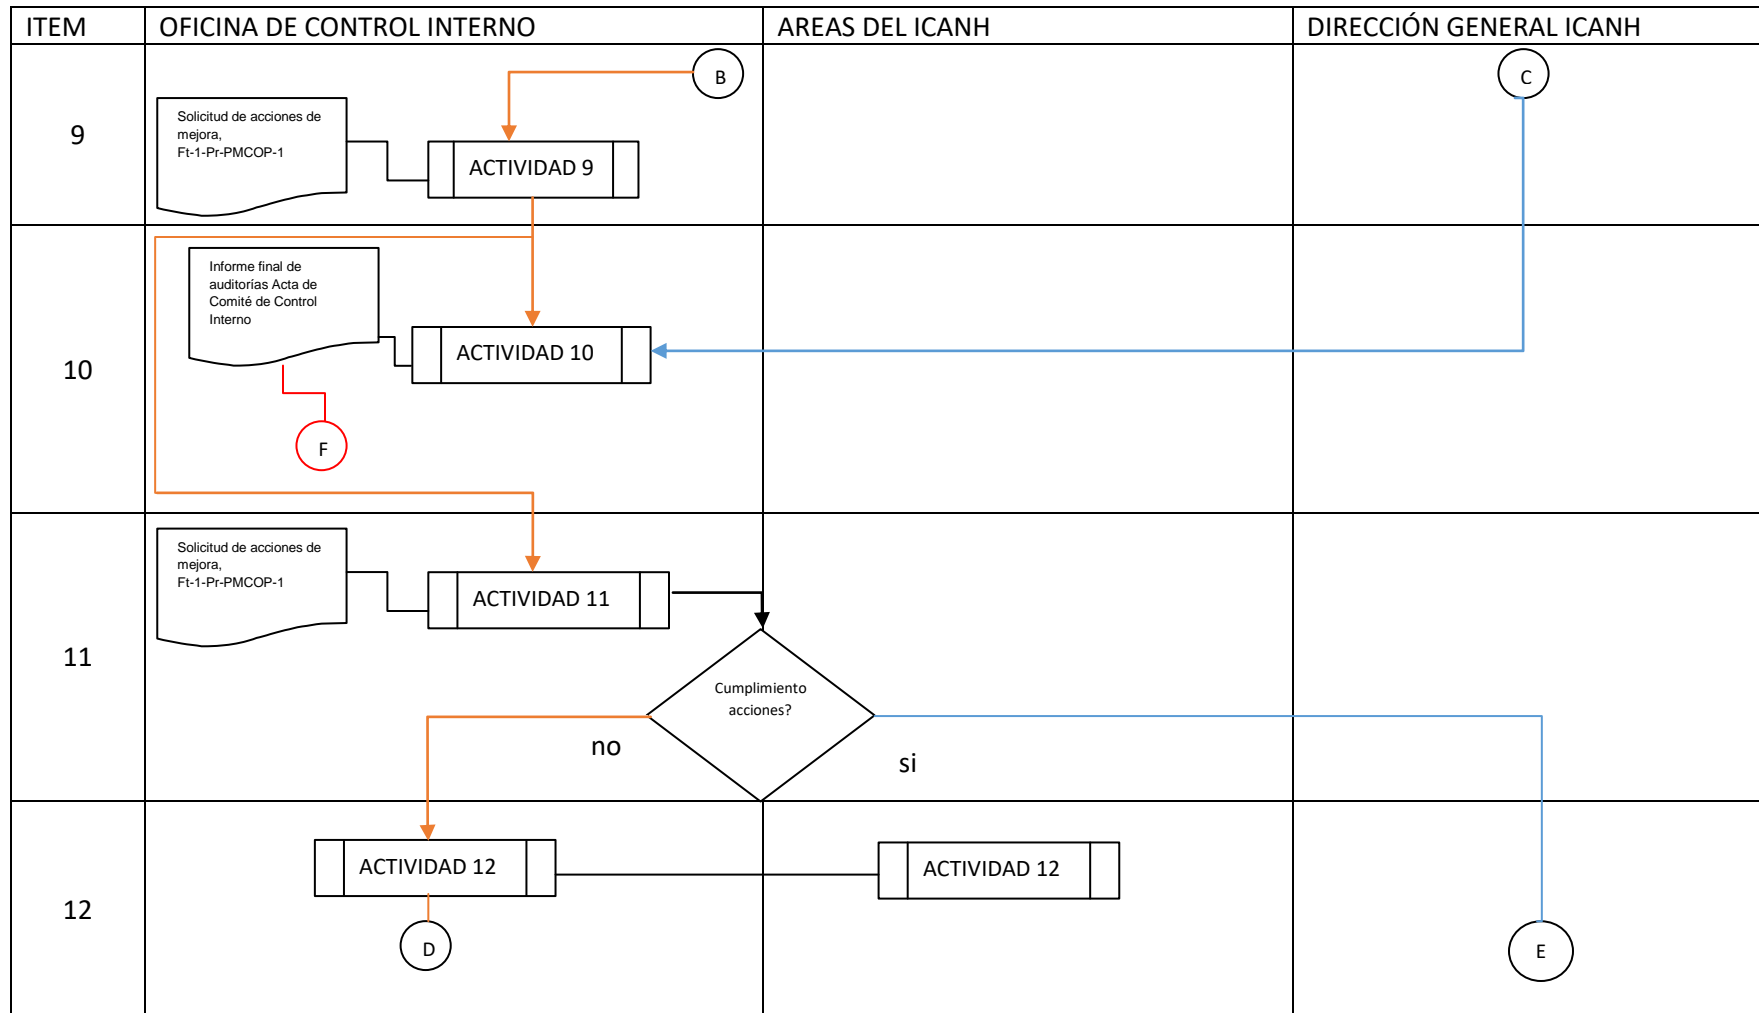 ITEM
OFICINA DE CONTROL INTERNO
AREAS DEL ICANH
DIRECCIÓN GENERAL ICANH
9
B
C
Solicitud de acciones de
mejora,
Ft-1-Pr-PMCOP-1
ACTIVIDAD 9
10
Informe final de
auditorías Acta de
Comité de Control
Interno
ACTIVIDAD 10
F
11
Solicitud de acciones de
mejora,
Ft-1-Pr-PMCOP-1
ACTIVIDAD 11
Cumplimiento
acciones?
no
si
12
ACTIVIDAD 12
ACTIVIDAD 12
D
E